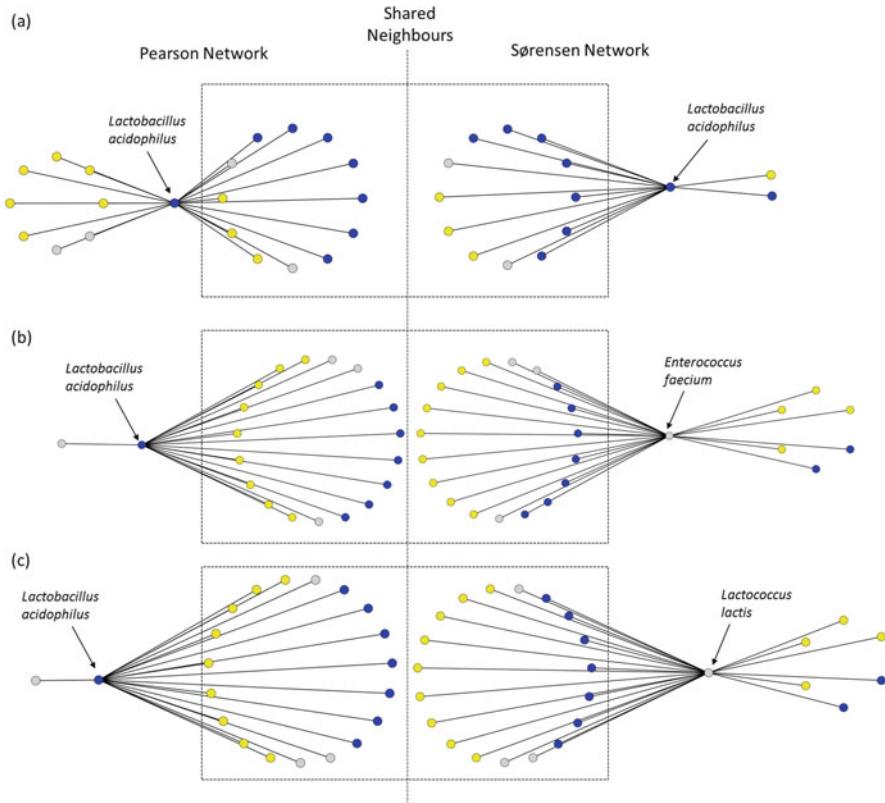 (a)
Shared
Neighbours
Pearson Network
Sørensen Network
Lactobacillus
acidophilus
Lactobacillus
acidophilus
(b)
Lactobacillus
acidophilus
Enterococcus
faecium
(c)
Lactobacillus
acidophilus
Lactococcus
lactis